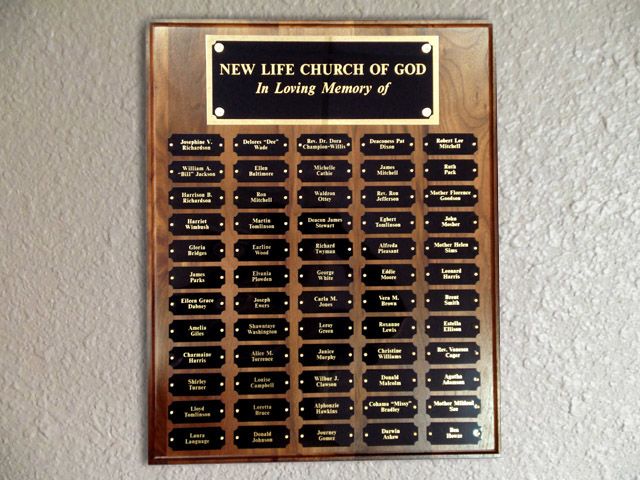 NEW LIFE CHURCH OF GOD
In Loving Memory of
Josephine V.
Richardson
Delores "Dee"
Wade
Rev. Dr. Dora
Champion-Willis
Deaconess Pat
Dixon
Robert Lee
Mitchell
William A.
"Bill" Jackson
Ellen
Baltimore
Michelle
Cathie
James
Mitchell
Ruth
Pack
Harrison B.
Richardson
Ron
Mitchell
Waldron
Ottey
Rev. Ron
Jefferson
Mother Florence
Goodson
Harriet
Wimbush
Martin
Tomlinson
Deacon James
Stewart
Egbert
Tomlinson
John
Mosher
Gloria
Bridges
Earline
Wood
Richard
Twyman
Alfreda
Pleasant
Mother Helen
Sims
James
Parks
Elvania
Plowden
George
White
Eddie
Moore
Leonard
Harris
Eileen Grace
Dabney
Joseph
Ewers
Carla M.
Jones
Vera M.
Brown
Brent
Smith
Amelia
Giles
Shawntaye
Washington
Leroy
Green
Roxanne
Lewis
Estella
Ellison
Charmaine
Harris
Alice M.
Torrence
Janice
Murphy
Christine
Williams
Rev. Vanessa
Cager
Shirley
Turner
Louise
Campbell
Wilbur J.
Clawson
Donald
Malcolm
Agatha
Adamson
Lloyd
Tomlinson
Loretta
Bruce
Alphonzie
Hawkins
"Missy"
Bradley
Mother Mildred
Laura
Language
Donald
Johnson
Journey
Gomez
Darwin
Askew
Ben
Howze